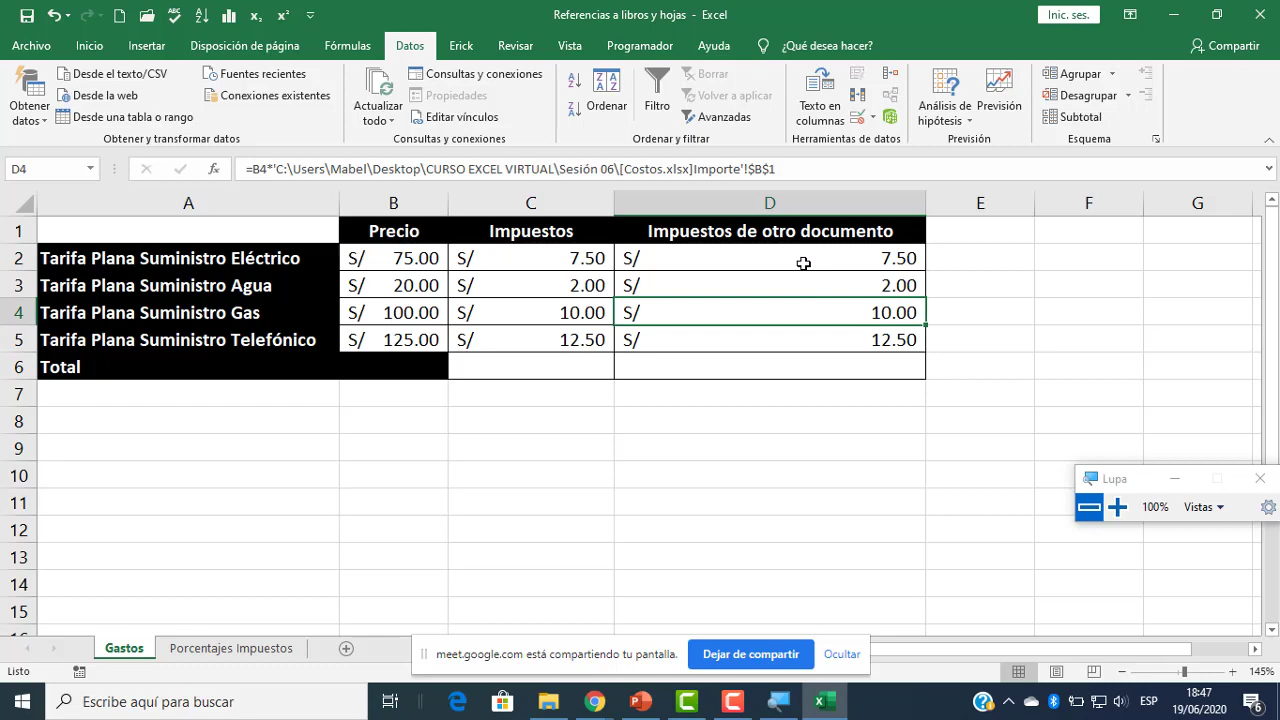 Referencias a libros y hojas - Excel
Inic. ses.
Archivo Inicio Insertar Disposición de página Fórmulas Datos Erick Revisar Vista Programador Ayuda ¿Qué desea hacer? Compartir
Obtener datos
Desde el texto/CSV
Desde la web
Desde una tabla o rango
Fuentes recientes
Conexiones existentes
Obtener y transformar datos
Actualizar todo
Consultas y conexiones
Propiedades
Editar vínculos
Consultas y conexiones
Ordenar
Filtro
Borrar
Volver a aplicar
Avanzadas
Ordenar y filtrar
Texto en columnas
Herramientas de datos
Análisis de hipótesis
Previsión
Previsión
Agrupar
Desagrupar
Subtotal
Esquema
D4 fx =B4*'C:\Users\Mabel\Desktop\CURSO EXCEL VIRTUAL\Sesión 06\[Costos.xlsx]Importe'!$B$1
A B C D E F G
1 Precio Impuestos Impuestos de otro documento
2 Tarifa Plana Suministro Eléctrico S/ 75.00 S/ 7.50 S/ 7.50
3 Tarifa Plana Suministro Agua S/ 20.00 S/ 2.00 S/ 2.00
4 Tarifa Plana Suministro Gas S/ 100.00 S/ 10.00 S/ 10.00
5 Tarifa Plana Suministro Telefónico S/ 125.00 S/ 12.50 S/ 12.50
6 Total
7
8
9
10
11
12
13
14
15
Lupa
100% Vistas
Gastos Porcentajes Impuestos
meet.google.com está compartiendo tu pantalla. Dejar de compartir Ocultar
Listo 145%
Escribe aquí para buscar
ESP
18:47
19/06/2020
6